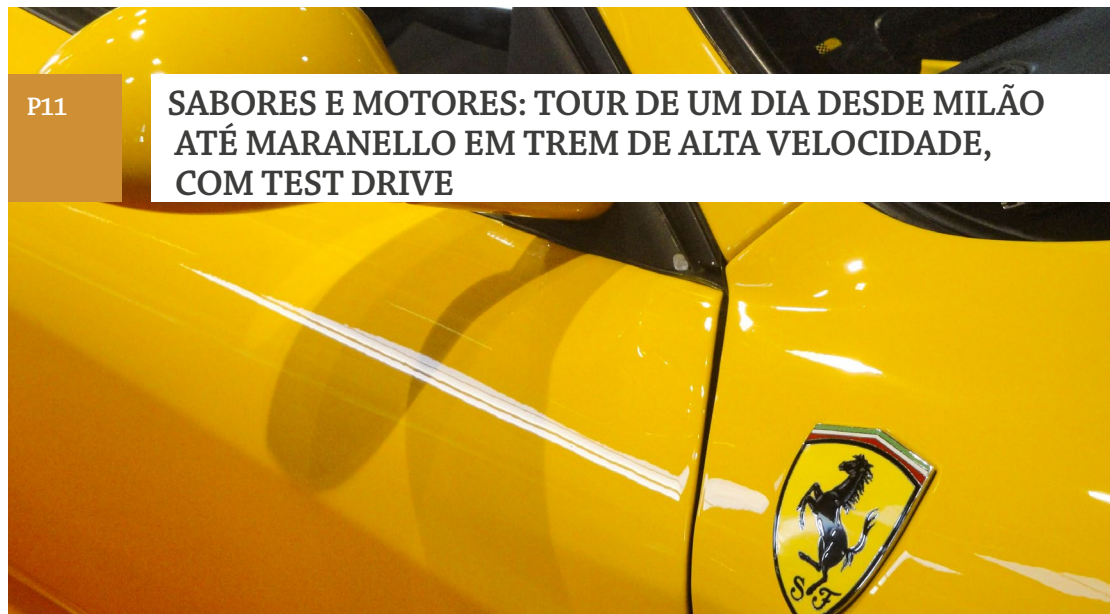 P11
SABORES E MOTORES: TOUR DE UM DIA DESDE MILÃO
ATÉ MARANELLO EM TREM DE ALTA VELOCIDADE,
COM TEST DRIVE
S F